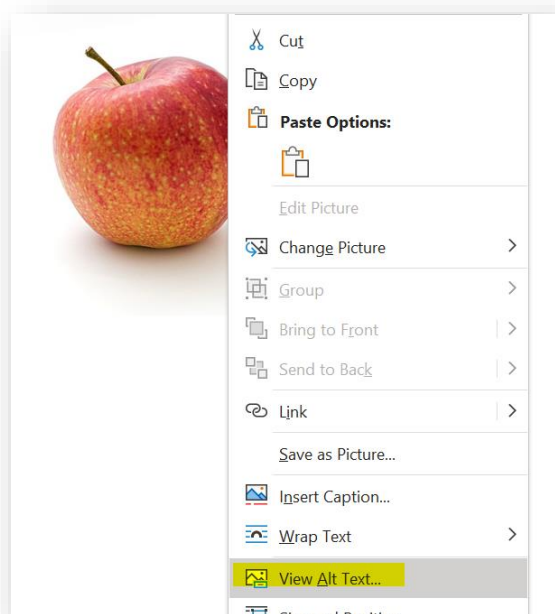 Cut
Copy
Paste Options:
Edit Picture
Change Picture
Group
Bring to Front
Send to Back
Link
Save as Picture...
Insert Caption...
Wrap Text
View Alt Text...